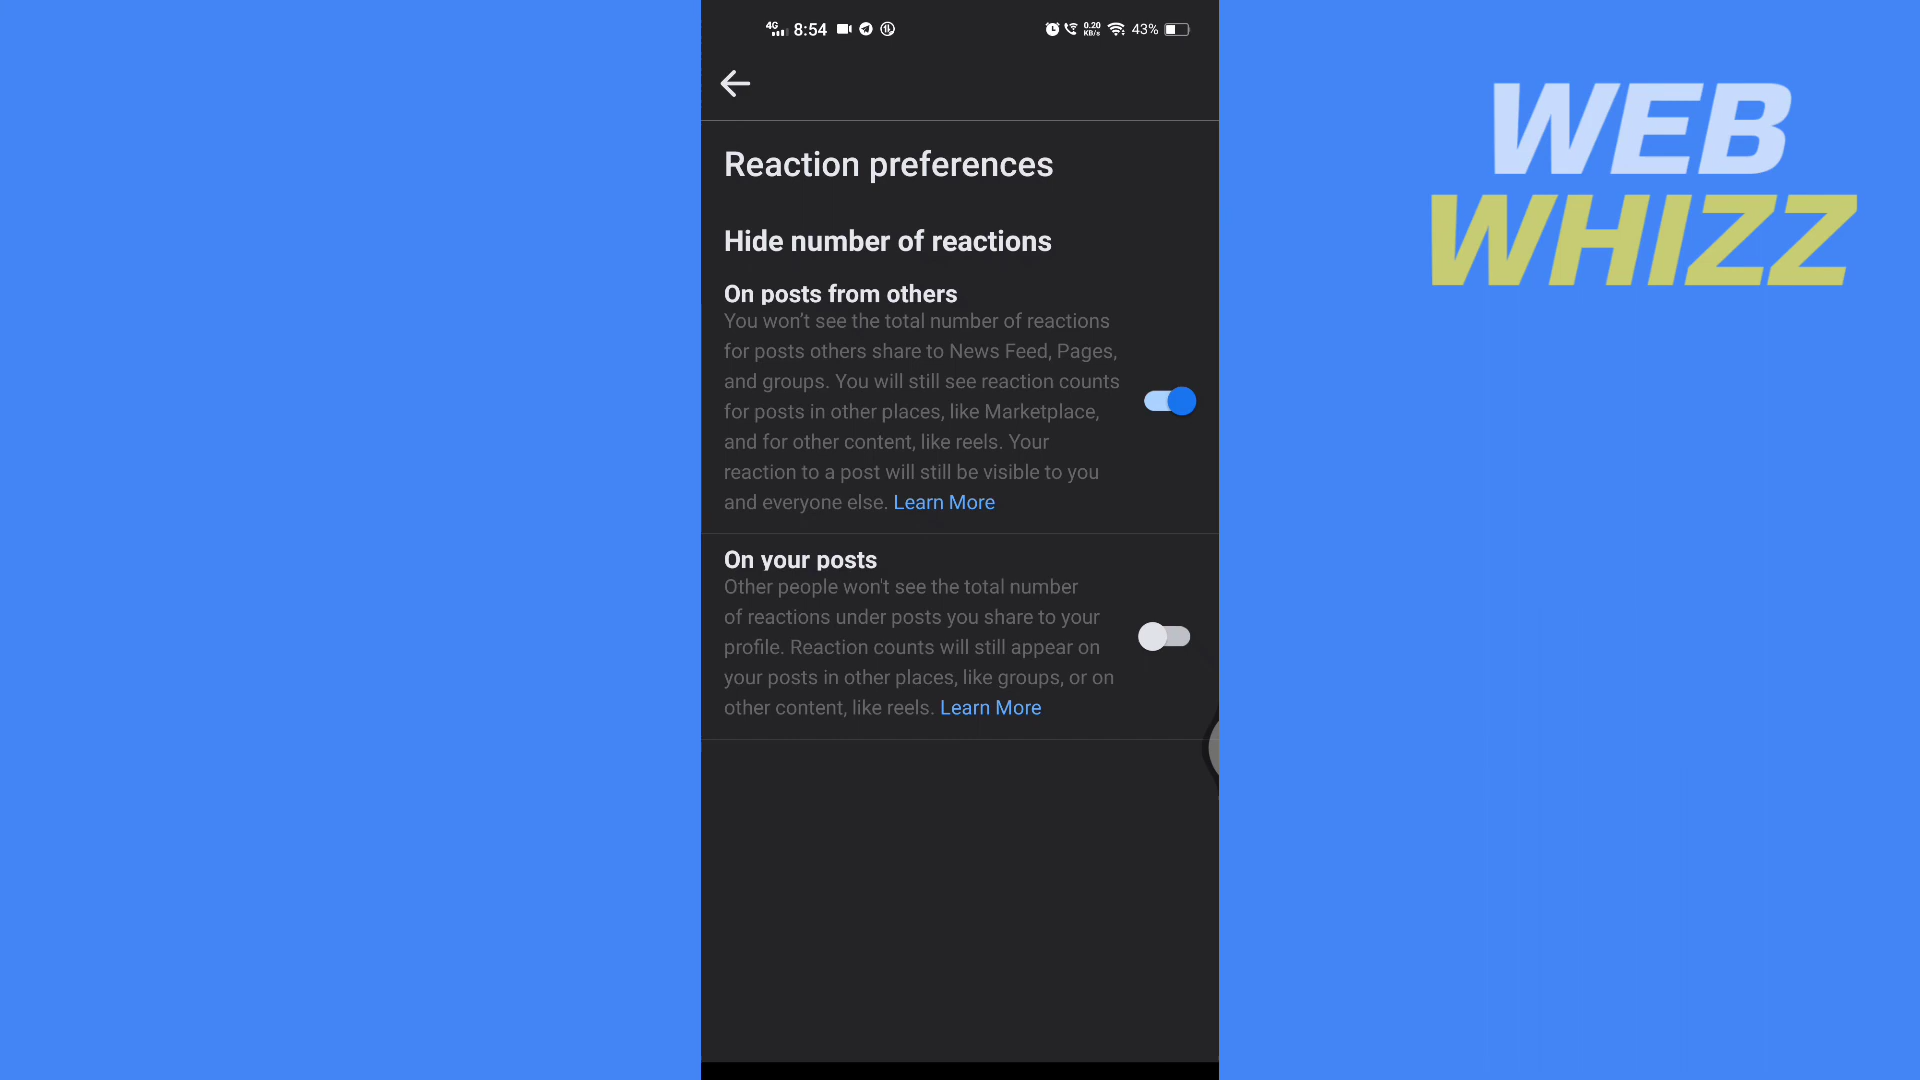 4G 8:54 0.20 KB/s 43%
WEB
WHIZZ
Reaction preferences
Hide number of reactions
On posts from others
You won't see the total number of reactions
for posts others share to News Feed, Pages,
and groups. You will still see reaction counts
for posts in other places, like Marketplace,
and for other content, like reels. Your
reaction to a post will still be visible to you
and everyone else. Learn More
On your posts
Other people won't see the total number
of reactions under posts you share to your
profile. Reaction counts will still appear on
your posts in other places, like groups, or on
other content, like reels. Learn More